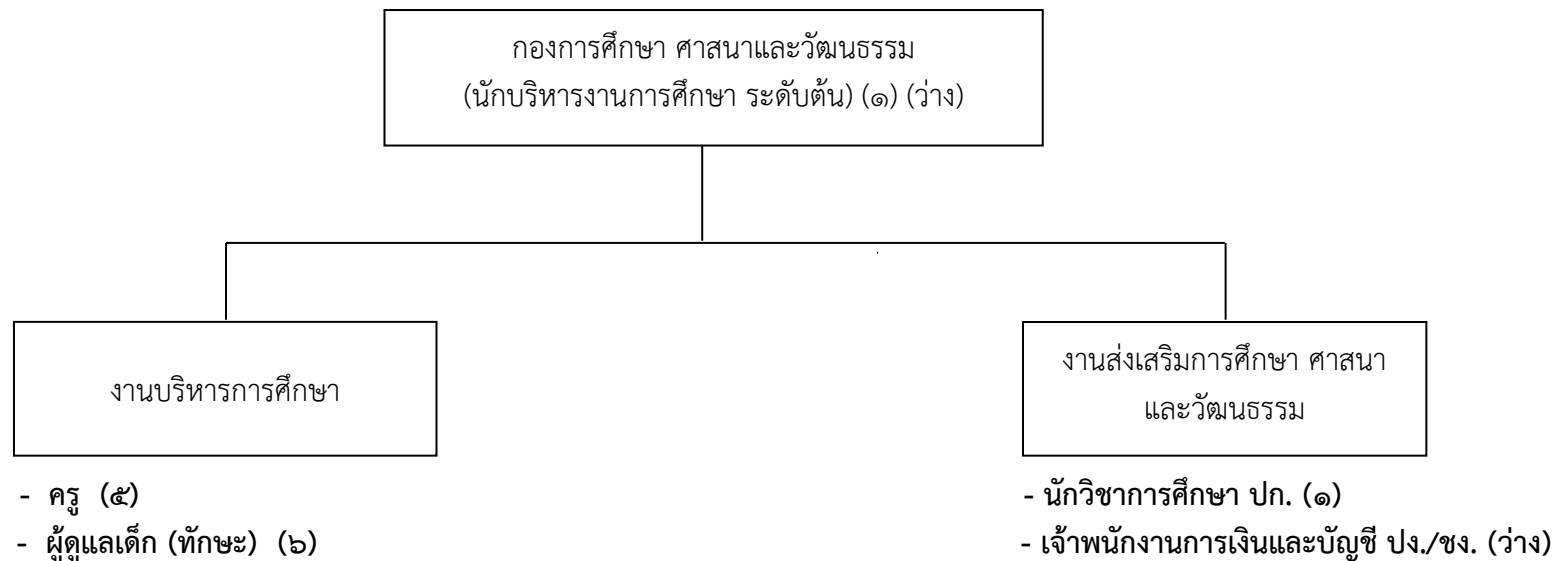 กองการศึกษา ศาสนาและวัฒนธรรม
(นักบริหารงานการศึกษา ระดับต้น) (๑) (ว่าง)
งานบริหารการศึกษา
- ครู (๕)
- ผู้ดูแลเด็ก (ทักษะ) (๖)
งานส่งเสริมการศึกษา ศาสนา
และวัฒนธรรม
- นักวิชาการศึกษา ปก. (๑)
- เจ้าพนักงานการเงินและบัญชี ปง./ชง. (ว่าง)